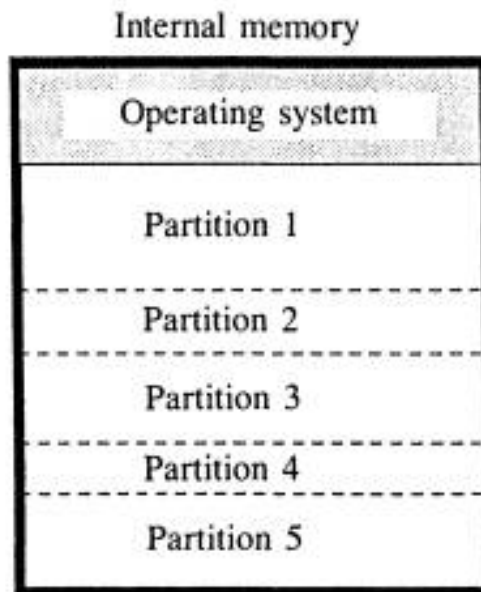 Internal memory
Operating system
Partition 1
Partition 2
Partition 3
Partition 4
Partition 5